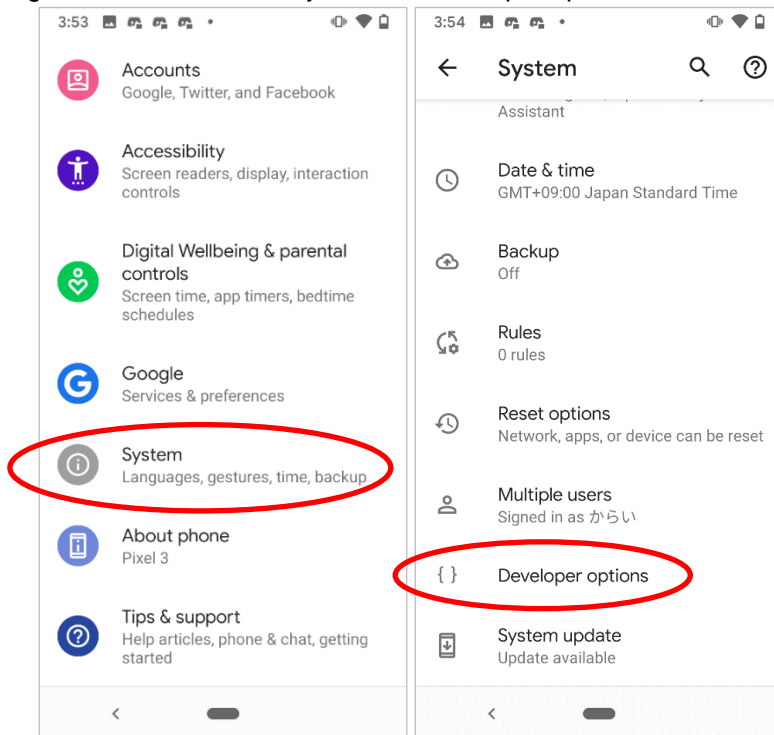 3:53
Accounts
Google, Twitter, and Facebook
Accessibility
Screen readers, display, interaction
controls
Digital Wellbeing & parental
controls
Screen time, app timers, bedtime
schedules
Google
Services & preferences
System
Languages, gestures, time, backup
About phone
Pixel 3
Tips & support
Help articles, phone & chat, getting
started
3:54
System
Assistant
Date & time
GMT+09:00 Japan Standard Time
Backup
Off
Rules
0 rules
Reset options
Network, apps, or device can be reset
Multiple users
Signed in as からい
Developer options
System update
Update available